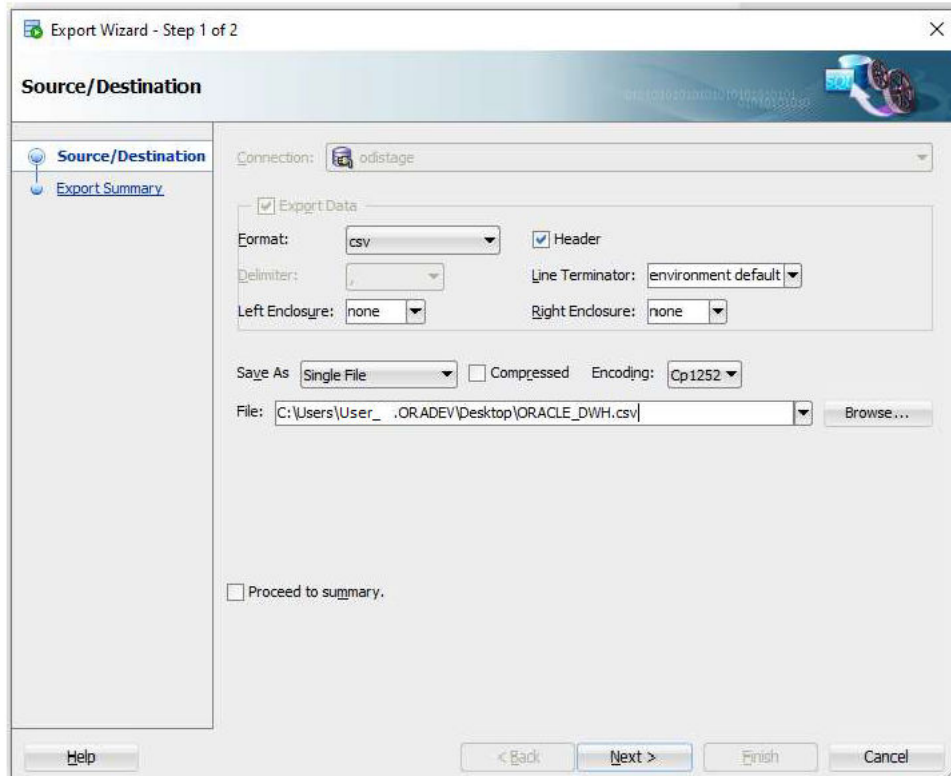 Export Wizard - Step 1 of 2
Source/Destination
SQL
Source/Destination
Export Summary
Connection: odistage
Export Data
Format: csv Header
Delimiter: , Line Terminator: environment default
Left Enclosure: none Right Enclosure: none
Save As Single File Compressed Encoding: Cp1252
File: C:\Users\User_ .ORADEV\Desktop\ORACLE_DWH.csv Browse...
Proceed to summary.
Help < Back Next > Finish Cancel